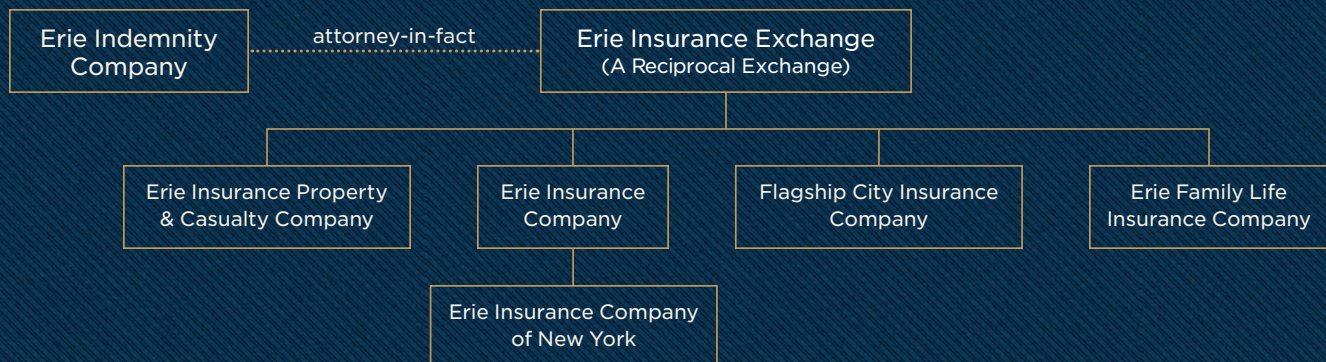 Erie Indemnity
Company
attorney-in-fact
Erie Insurance Exchange
(A Reciprocal Exchange)
Erie Insurance Property
& Casualty Company
Erie Insurance
Company
Flagship City Insurance
Company
Erie Family Life
Insurance Company
Erie Insurance Company
of New York